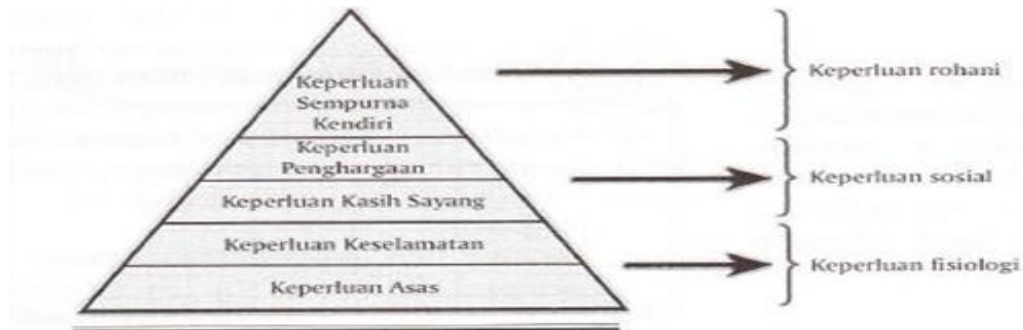 Keperluan
Sempurna
Kendiri
Keperluan
Penghargaan
Keperluan Kasih Sayang
Keperluan Keselamatan
Keperluan Asas
Keperluan rohani
Keperluan sosial
Keperluan fisiologi